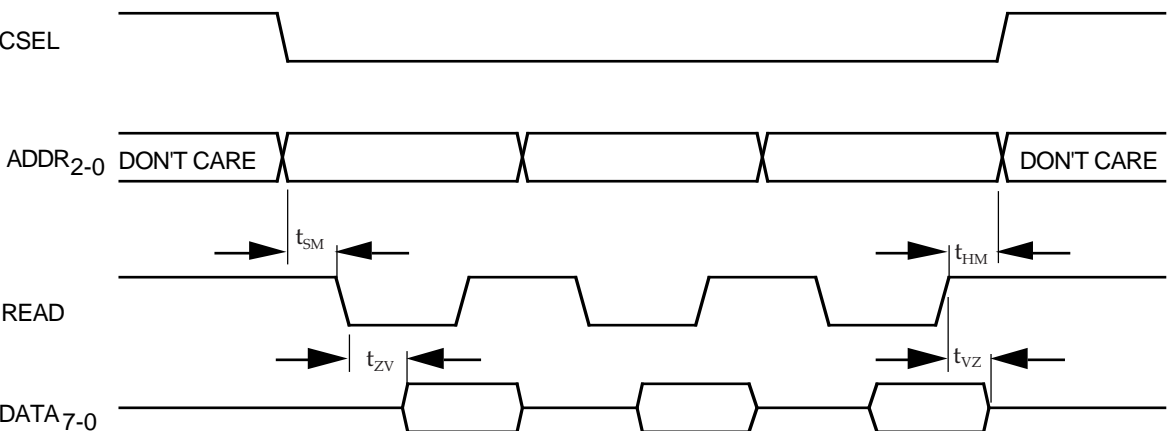 CSEL
ADDR2-0 DON'T CARE DON'T CARE
tSM
tHM
READ
tZV
tVZ
DATA7-0